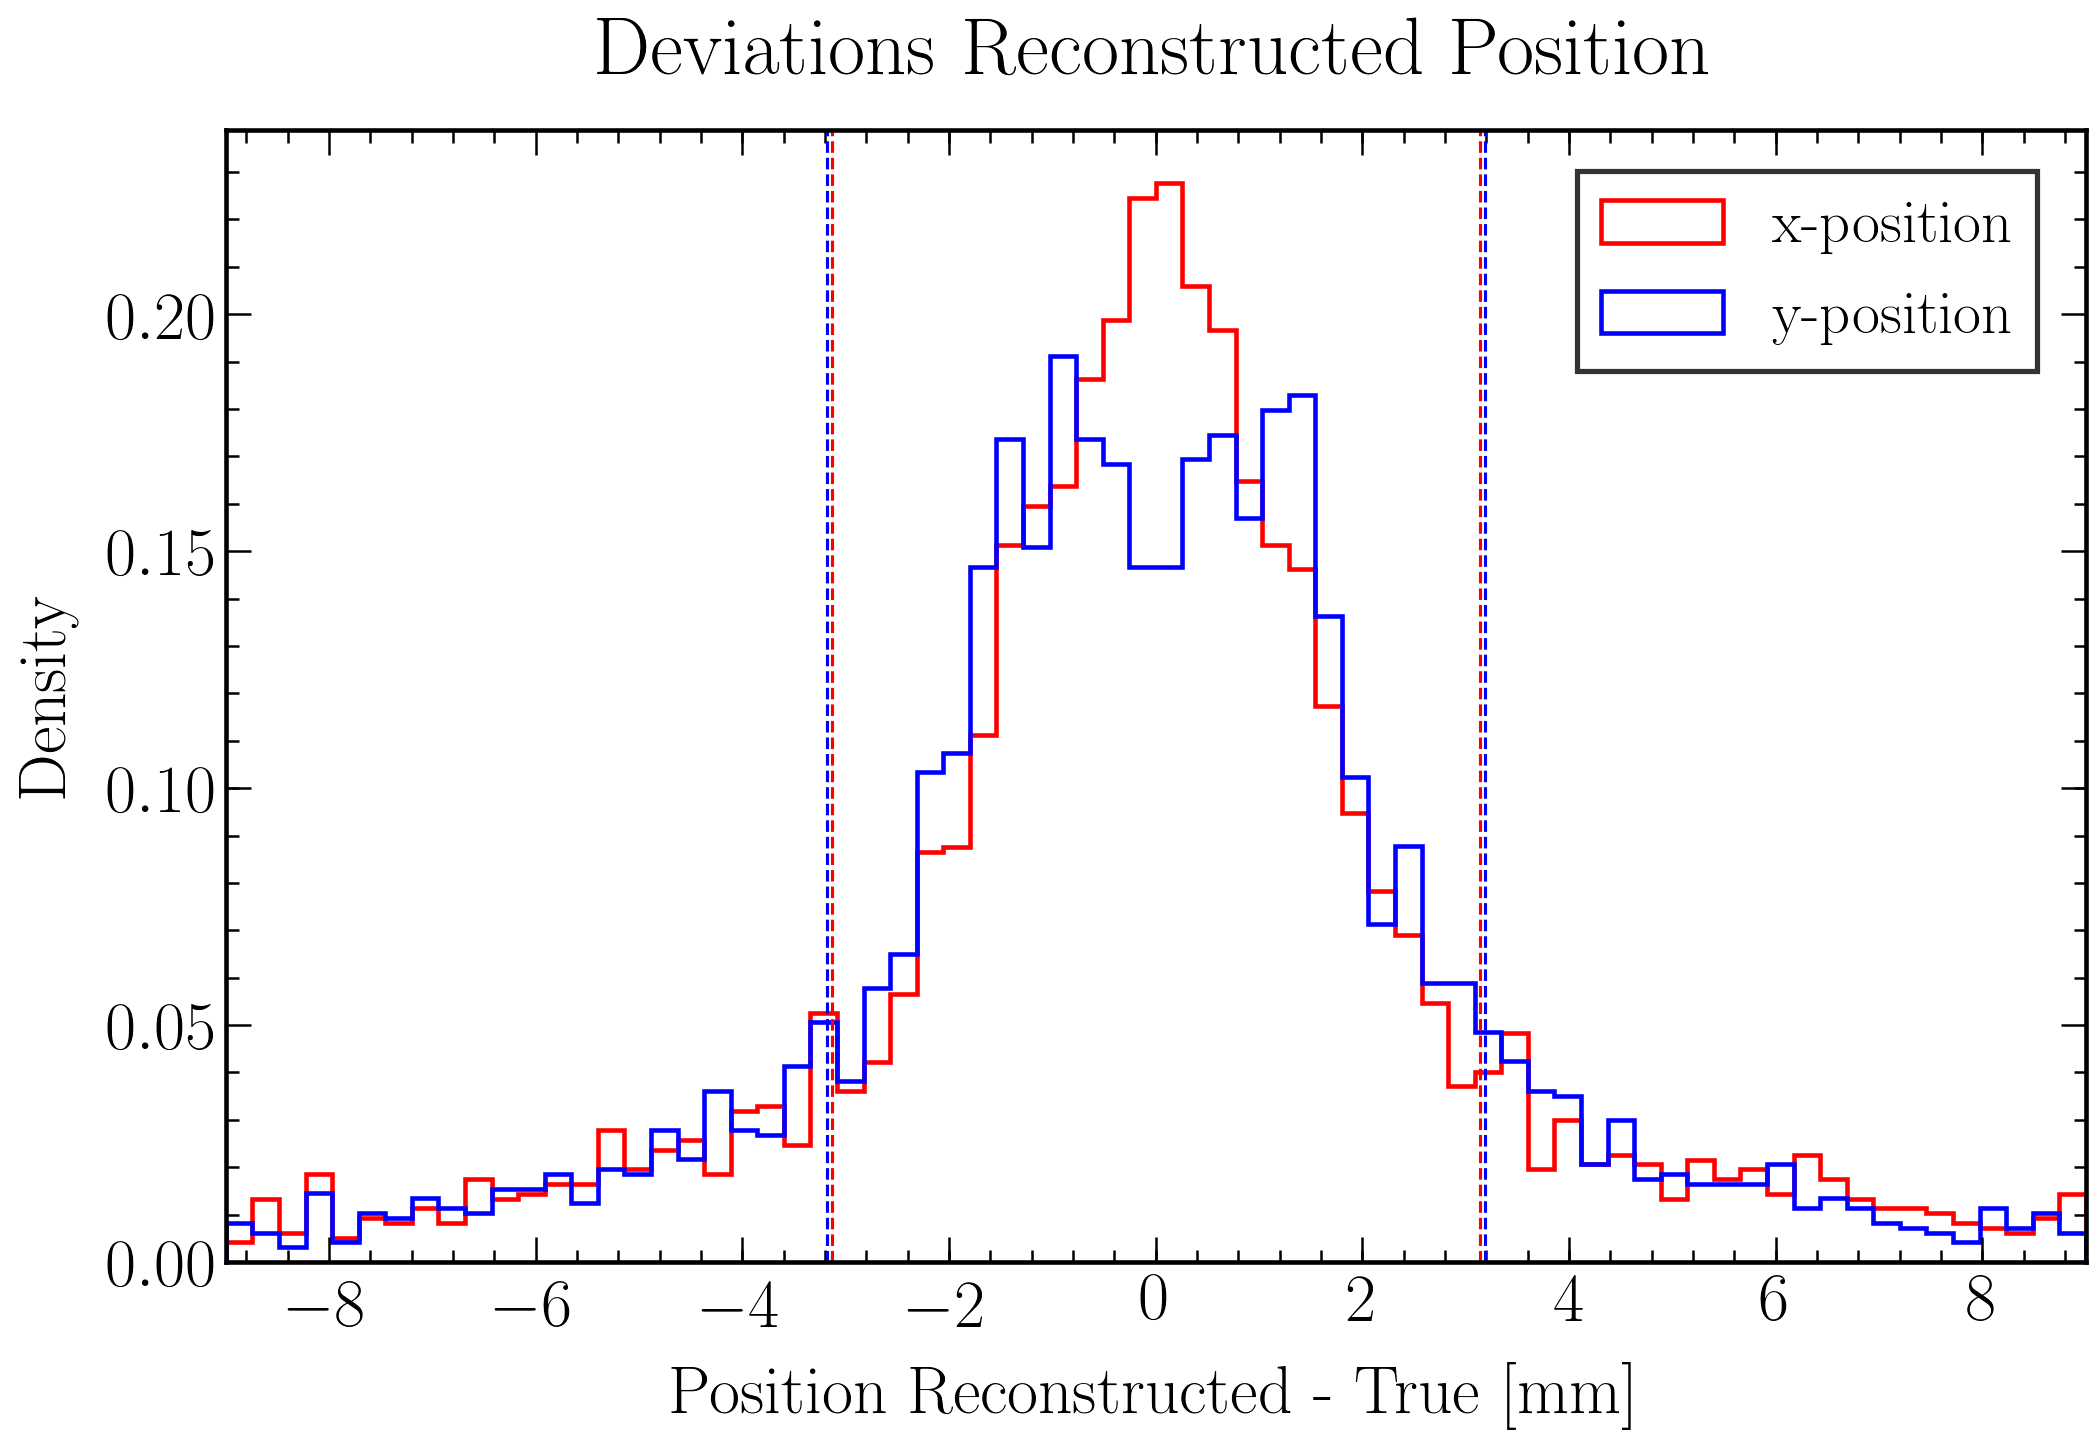 Deviations Reconstructed Position
x-position
y-position
Density
0.20
0.15
0.10
0.05
0.00
−8 −6 −4 −2 0 2 4 6 8
Position Reconstructed - True [mm]